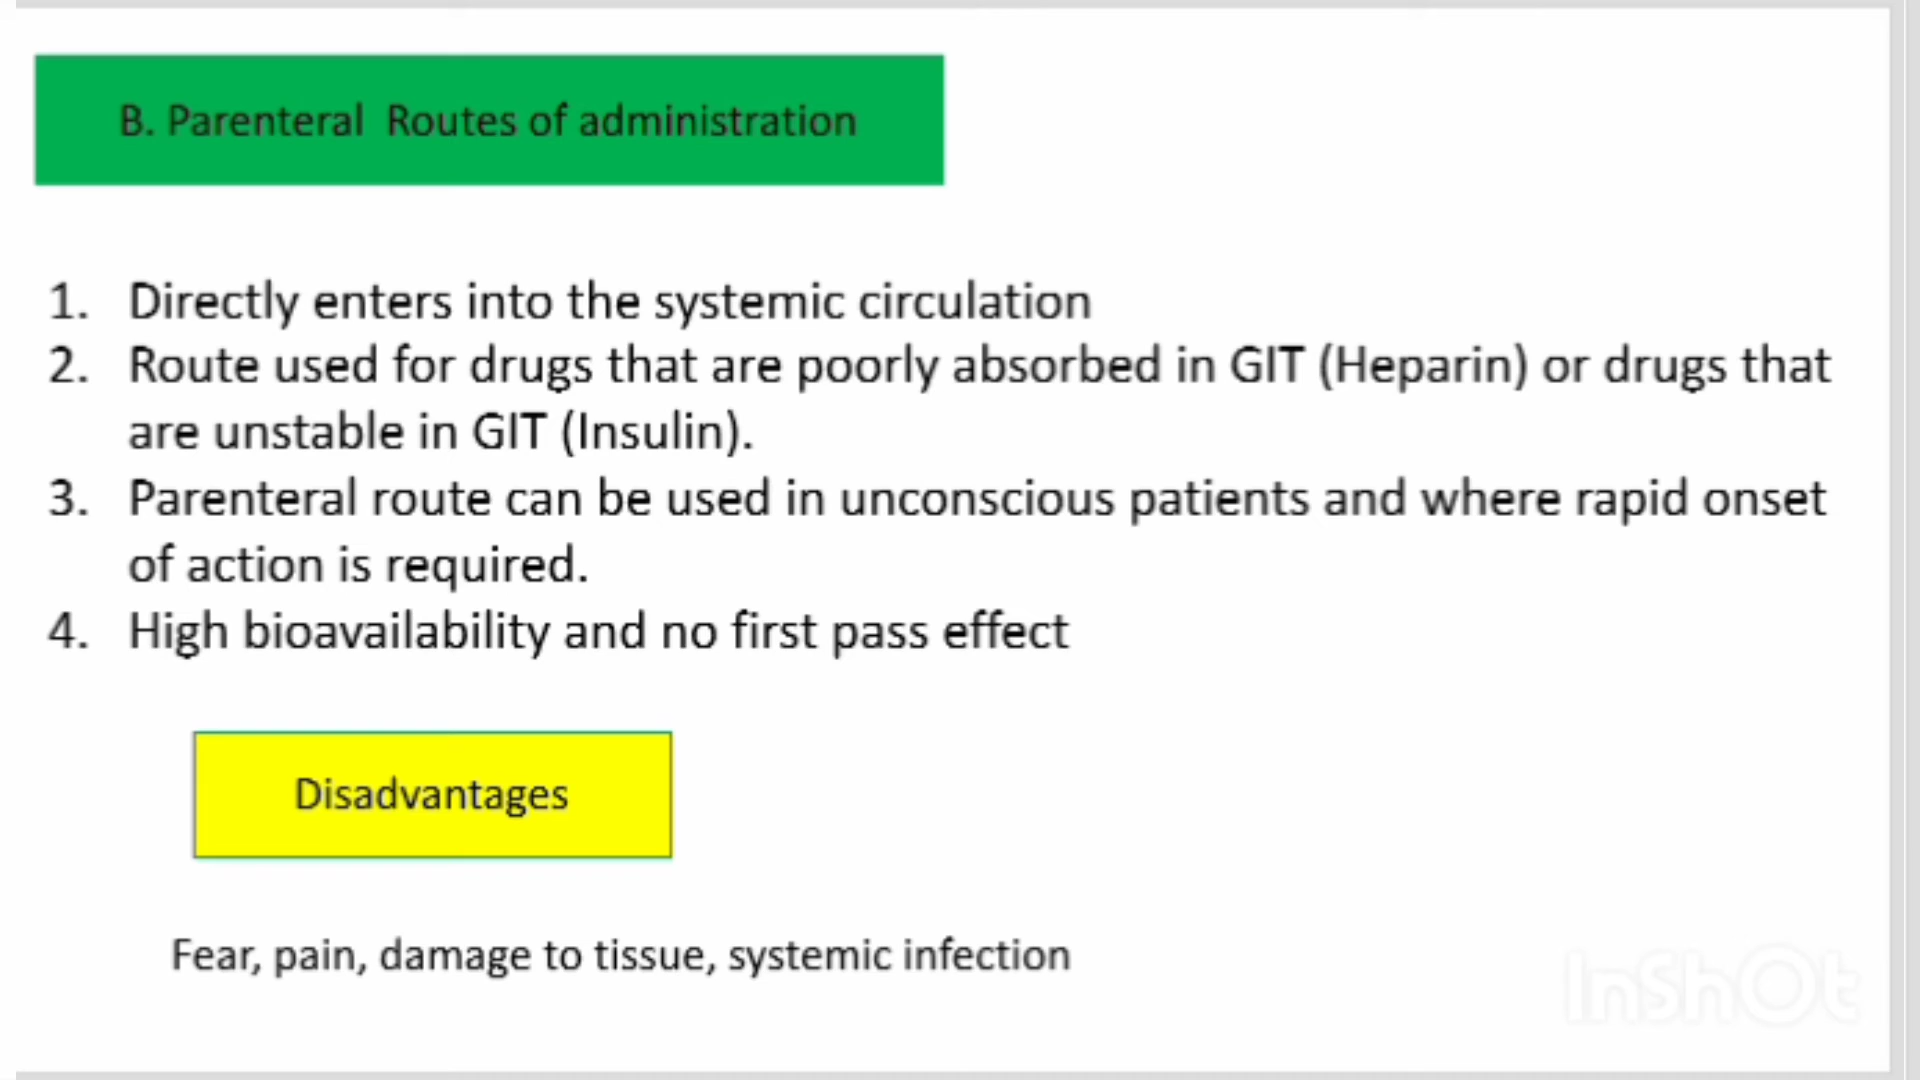 B. Parenteral Routes of administration
1. Directly enters into the systemic circulation
2. Route used for drugs that are poorly absorbed in GIT (Heparin) or drugs that
are unstable in GIT (Insulin).
3. Parenteral route can be used in unconscious patients and where rapid onset
of action is required.
4. High bioavailability and no first pass effect
Disadvantages
Fear, pain, damage to tissue, systemic infection
InShOt